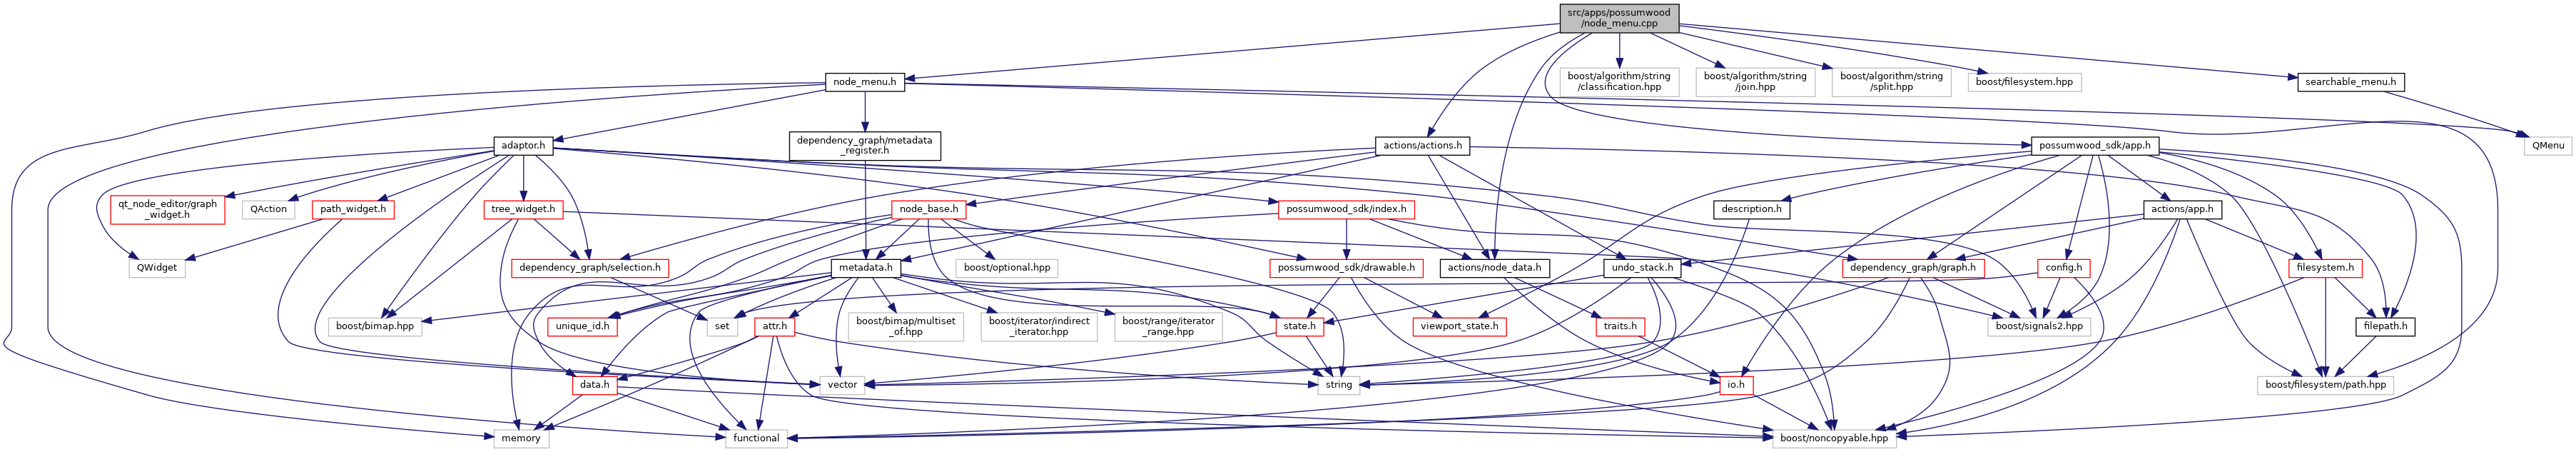 src/apps/possumwood
/node_menu.cpp
node_menu.h
boost/algorithm/string
/classification.hpp
boost/algorithm/string
/join.hpp
boost/algorithm/string
/split.hpp
boost/filesystem.hpp
searchable_menu.h
adaptor.h
dependency_graph/metadata
_register.h
actions/actions.h
possumwood_sdk/app.h
QMenu
qt_node_editor/graph
_widget.h
QAction
path_widget.h
tree_widget.h
node_base.h
possumwood_sdk/index.h
description.h
actions/app.h
QWidget
dependency_graph/selection.h
metadata.h
boost/optional.hpp
possumwood_sdk/drawable.h
actions/node_data.h
undo_stack.h
dependency_graph/graph.h
config.h
filesystem.h
boost/bimap.hpp
unique_id.h
set
attr.h
boost/bimap/multiset
_of.hpp
boost/iterator/indirect
_iterator.hpp
boost/range/iterator
_range.hpp
state.h
viewport_state.h
traits.h
boost/signals2.hpp
filepath.h
data.h
vector
string
io.h
boost/filesystem/path.hpp
memory
functional
boost/noncopyable.hpp